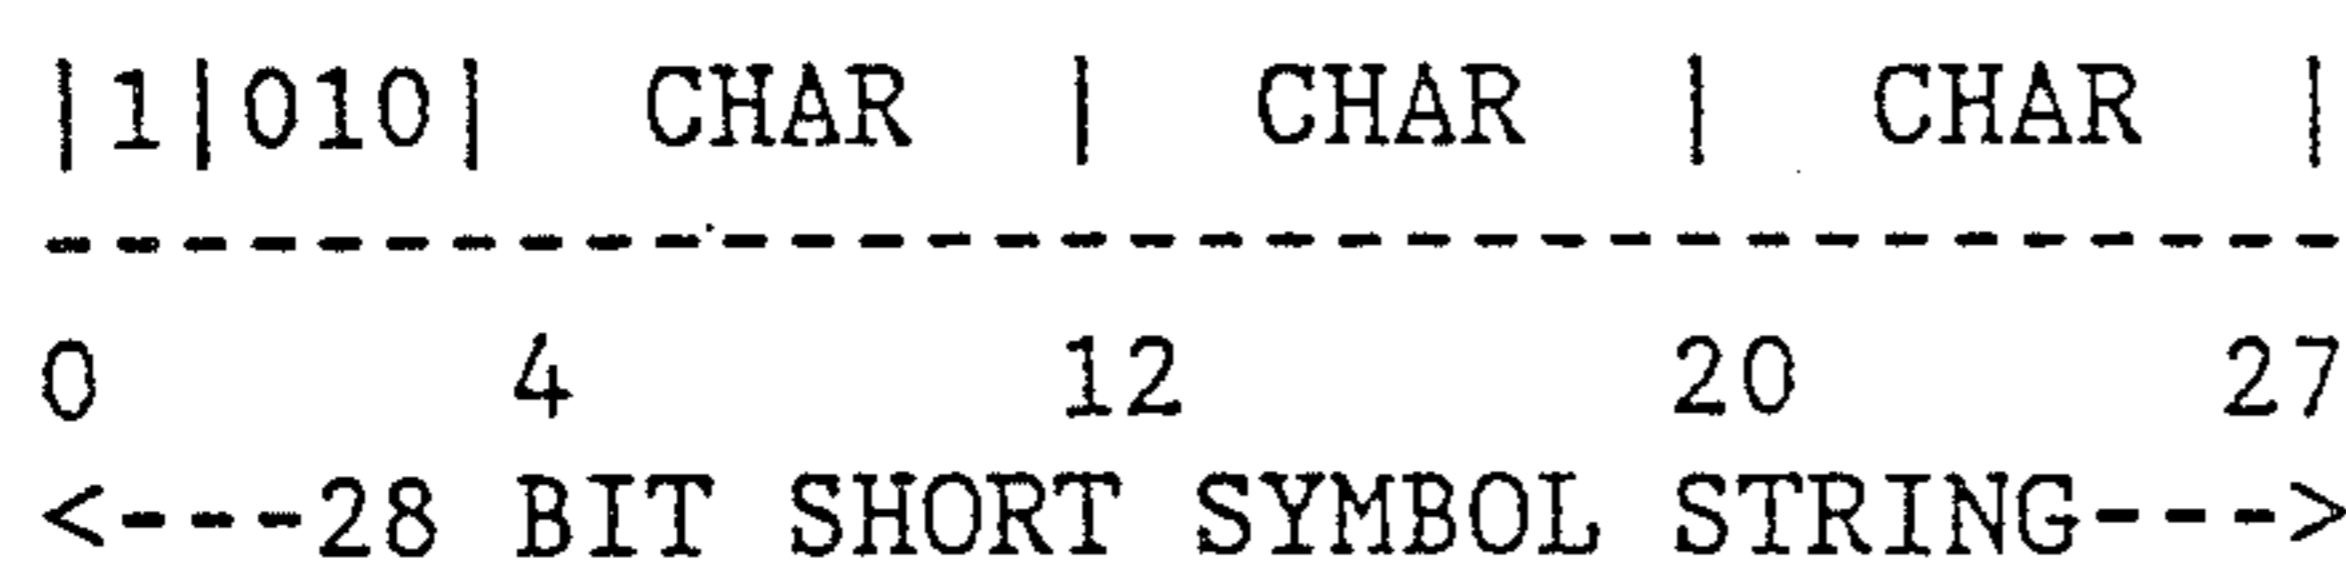 |1|010|  CHAR  |  CHAR  |  CHAR  |
----------------------------------
0      4       12       20      27
<---28 BIT SHORT SYMBOL STRING--->